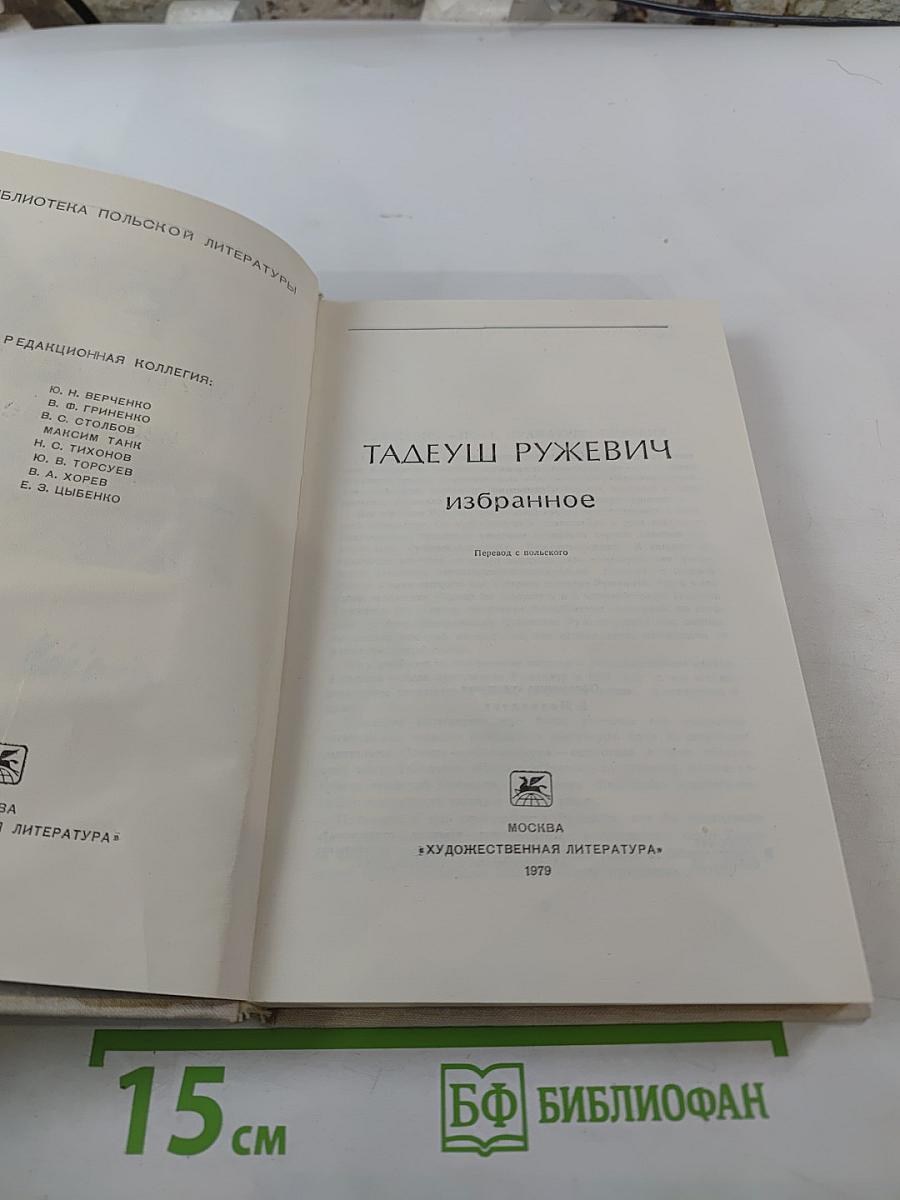 БЛИОТЕКА ПОЛЬСКОЙ ЛИТЕРАТУРЫ
РЕДАКЦИОННАЯ КОЛЛЕГИЯ:
Ю. Н. ВЕРЧЕНКО
В. Ф. ГРИНЕНКО
В. С. СТОЛБОВ
МАКСИМ ТАНК
Н. С. ТИХОНОВ
Ю. В. ТОРСУЕВ
В. А. ХОРЕВ
Е. З. ЦЫБЕНКО
ВА
Я ЛИТЕРАТУРА»
ТАДЕУШ РУЖЕВИЧ
избранное
Перевод с польского
МОСКВА
«ХУДОЖЕСТВЕННАЯ ЛИТЕРАТУРА»
1979
15 см
БФ БИБЛИОФАН